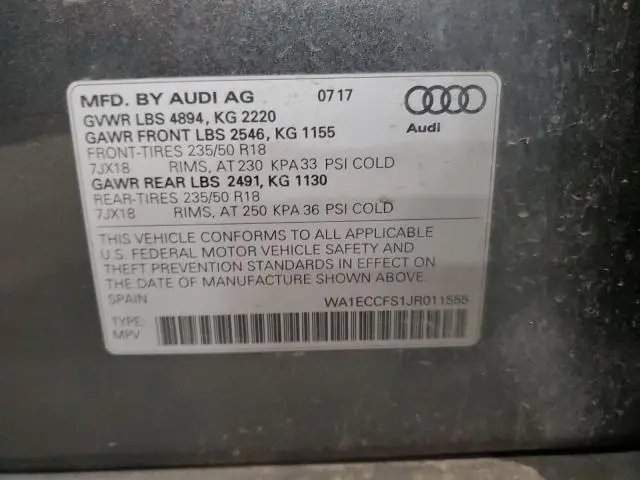 MFD. BY AUDI AG 07 17
GVWR LBS 4894, KG 2220
GAWR FRONT LBS 2546, KG 1155
FRONT-TIRES 235/50 R18
7JX18 RIMS, AT 230 KPA 33 PSI COLD
GAWR REAR LBS 2491, KG 1130
REAR-TIRES 235/50 R18
7JX18 RIMS, AT 250 KPA 36 PSI COLD
Audi
THIS VEHICLE CONFORMS TO ALL APPLICABLE
U.S. FEDERAL MOTOR VEHICLE SAFETY AND
THEFT PREVENTION STANDARDS IN EFFECT ON
THE DATE OF MANUFACTURE SHOWN ABOVE.
SPAIN WA1ECCFS1JR011555
TYPE:
MPV